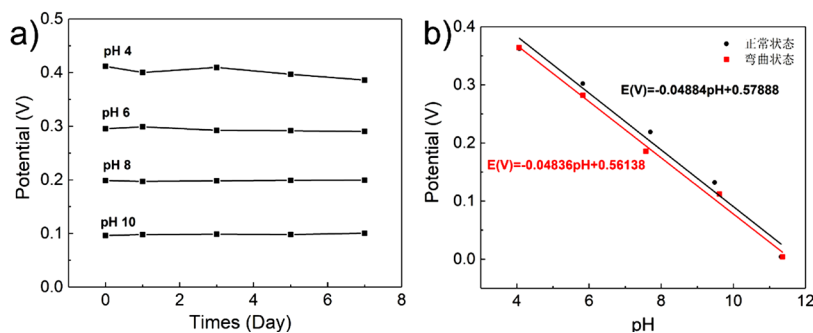 a)
pH 4
pH 6
pH 8
pH 10
Potential (V)
0.5
0.4
0.3
0.2
0.1
0.0
0
2
4
6
8
Times (Day)
b)
正常状态
弯曲状态
E(V)=-0.04884pH+0.57888
E(V)=-0.04836pH+0.56138
Potential (V)
0.4
0.3
0.2
0.1
0.0
4
6
8
10
12
pH